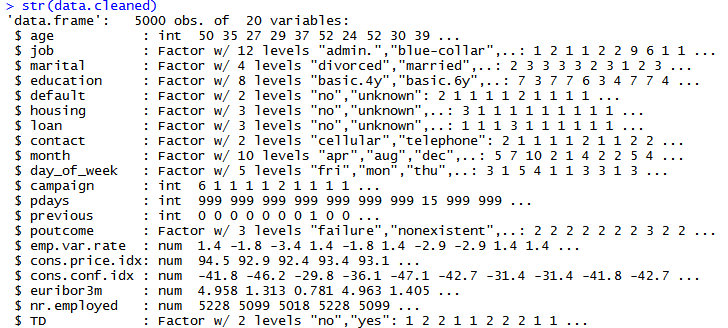 > str(data.cleaned)
'data.frame':   5000 obs. of  20 variables:
 $ age           : int  50 35 27 29 37 52 24 52 30 39 ...
 $ job           : Factor w/ 12 levels "admin.","blue-collar",..: 1 2 1 1 2 2 9 6 1 1 ...
 $ marital       : Factor w/ 4 levels "divorced","married",..: 2 3 3 3 3 2 3 1 2 3 ...
 $ education     : Factor w/ 8 levels "basic.4y","basic.6y",..: 7 3 7 7 6 3 4 7 7 4 ...
 $ default       : Factor w/ 2 levels "no","unknown": 2 1 1 1 1 2 1 1 1 1 ...
 $ housing       : Factor w/ 3 levels "no","unknown",..: 3 1 1 1 1 1 1 1 1 1 ...
 $ loan          : Factor w/ 3 levels "no","unknown",..: 1 1 1 3 1 1 1 1 1 1 ...
 $ contact       : Factor w/ 2 levels "cellular","telephone": 2 1 1 1 1 2 1 1 2 2 ...
 $ month         : Factor w/ 10 levels "apr","aug","dec",..: 5 7 10 2 1 4 2 2 5 4 ...
 $ day_of_week   : Factor w/ 5 levels "fri","mon","thu",..: 3 1 5 4 1 1 3 3 1 3 ...
 $ campaign      : int  6 1 1 1 1 2 1 1 1 1 ...
 $ pdays         : int  999 999 999 999 999 999 999 15 999 999 ...
 $ previous      : int  0 0 0 0 0 0 0 1 0 0 ...
 $ poutcome      : Factor w/ 3 levels "failure","nonexistent",..: 2 2 2 2 2 2 2 3 2 2 ...
 $ emp.var.rate  : num  1.4 -1.8 -3.4 1.4 -1.8 1.4 -2.9 -2.9 1.4 1.4 ...
 $ cons.price.idx: num  94.5 92.9 92.4 93.4 93.1 ...
 $ cons.conf.idx : num  -41.8 -46.2 -29.8 -36.1 -47.1 -42.7 -31.4 -31.4 -41.8 -42.7 ...
 $ euribor3m     : num  4.958 1.313 0.781 4.963 1.405 ...
 $ nr.employed   : num  5228 5099 5018 5228 5099 ...
 $ TD            : Factor w/ 2 levels "no","yes": 1 2 2 1 1 2 2 2 1 1 ...